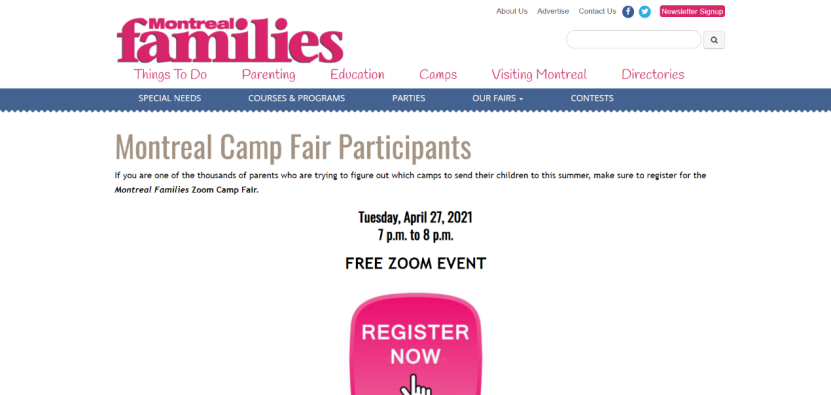 About Us Advertise Contact Us Newsletter Signup
Montreal
families
Things To Do Parenting Education Camps Visiting Montreal Directories
SPECIAL NEEDS COURSES & PROGRAMS PARTIES OUR FAIRS CONTESTS
Montreal Camp Fair Participants
If you are one of the thousands of parents who are trying to figure out which camps to send their children to this summer, make sure to register for the
Montreal Families Zoom Camp Fair.
Tuesday, April 27, 2021
7 p.m. to 8 p.m.
FREE ZOOM EVENT
REGISTER
NOW